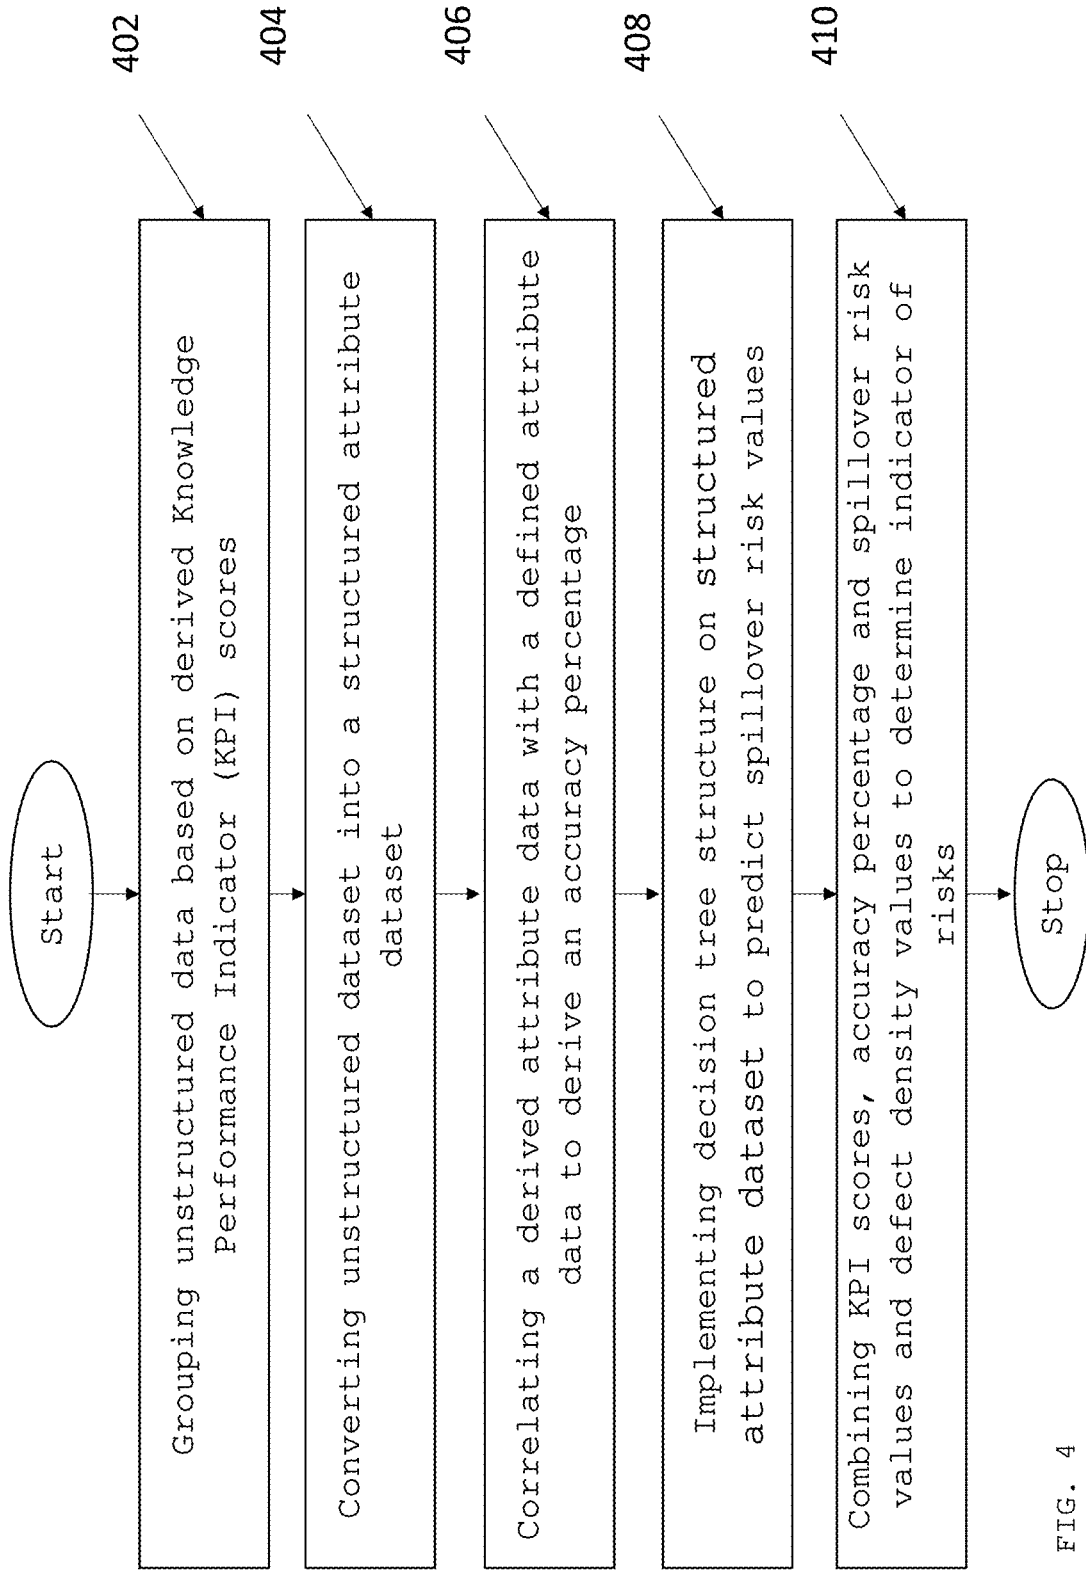 Start
402
Grouping unstructured data based on derived Knowledge
Performance Indicator (KPI) scores
404
Converting unstructured dataset into a structured attribute
dataset
406
Correlating a derived attribute data with a defined attribute
data to derive an accuracy percentage
408
Implementing decision tree structure on structured
attribute dataset to predict spillover risk values
410
Combining KPI scores, accuracy percentage and spillover risk
values and defect density values to determine indicator of
risks
Stop
FIG. 4